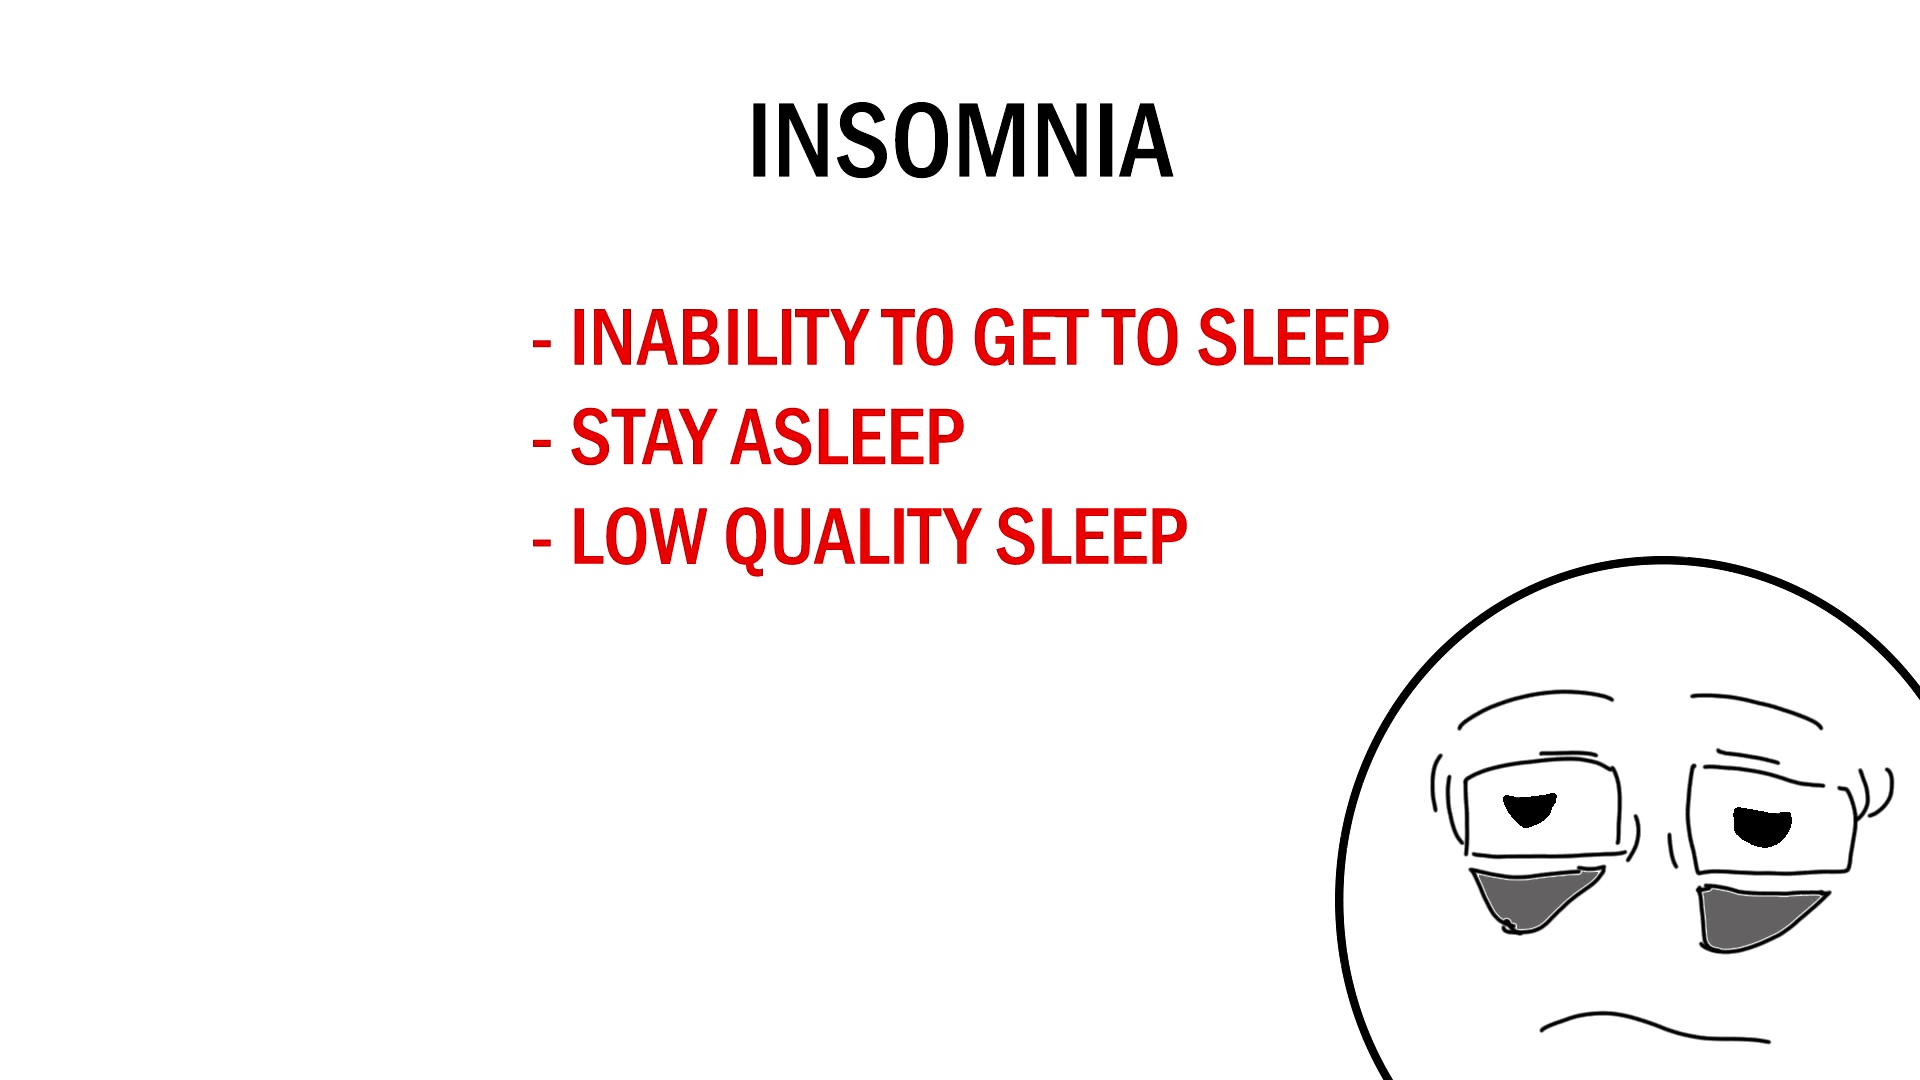 INSOMNIA
- INABILITY TO GET TO SLEEP
- STAY ASLEEP
- LOW QUALITY SLEEP